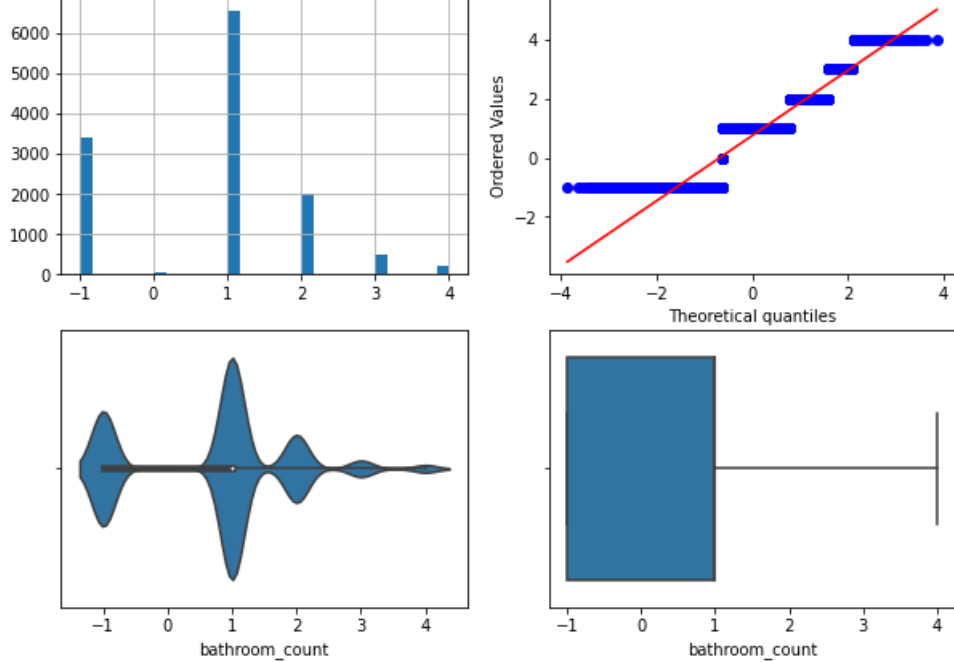 6000
5000
4000
3000
2000
1000
0
−1 0 1 2 3 4
Ordered Values
4
2
0
−2
−4 −2 0 2 4
Theoretical quantiles
−1 0 1 2 3 4
bathroom_count
−1 0 1 2 3 4
bathroom_count